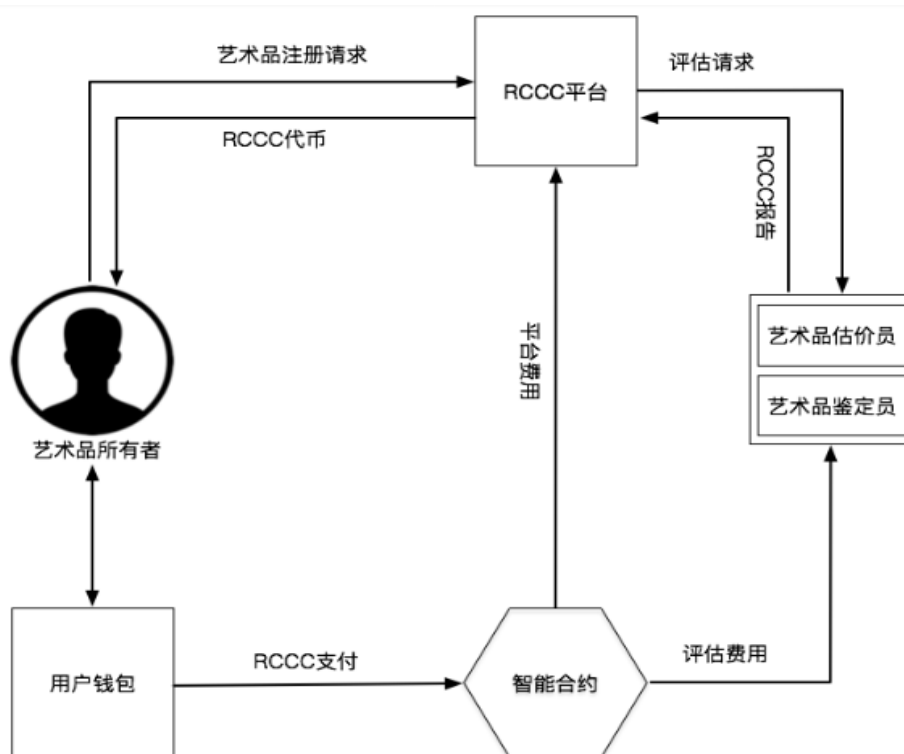 艺术品注册请求
评估请求
RCCC平台
RCCC代币
RCCC报告
平台费用
艺术品估价员
艺术品鉴定员
艺术品所有者
RCCC支付
评估费用
用户钱包
智能合约